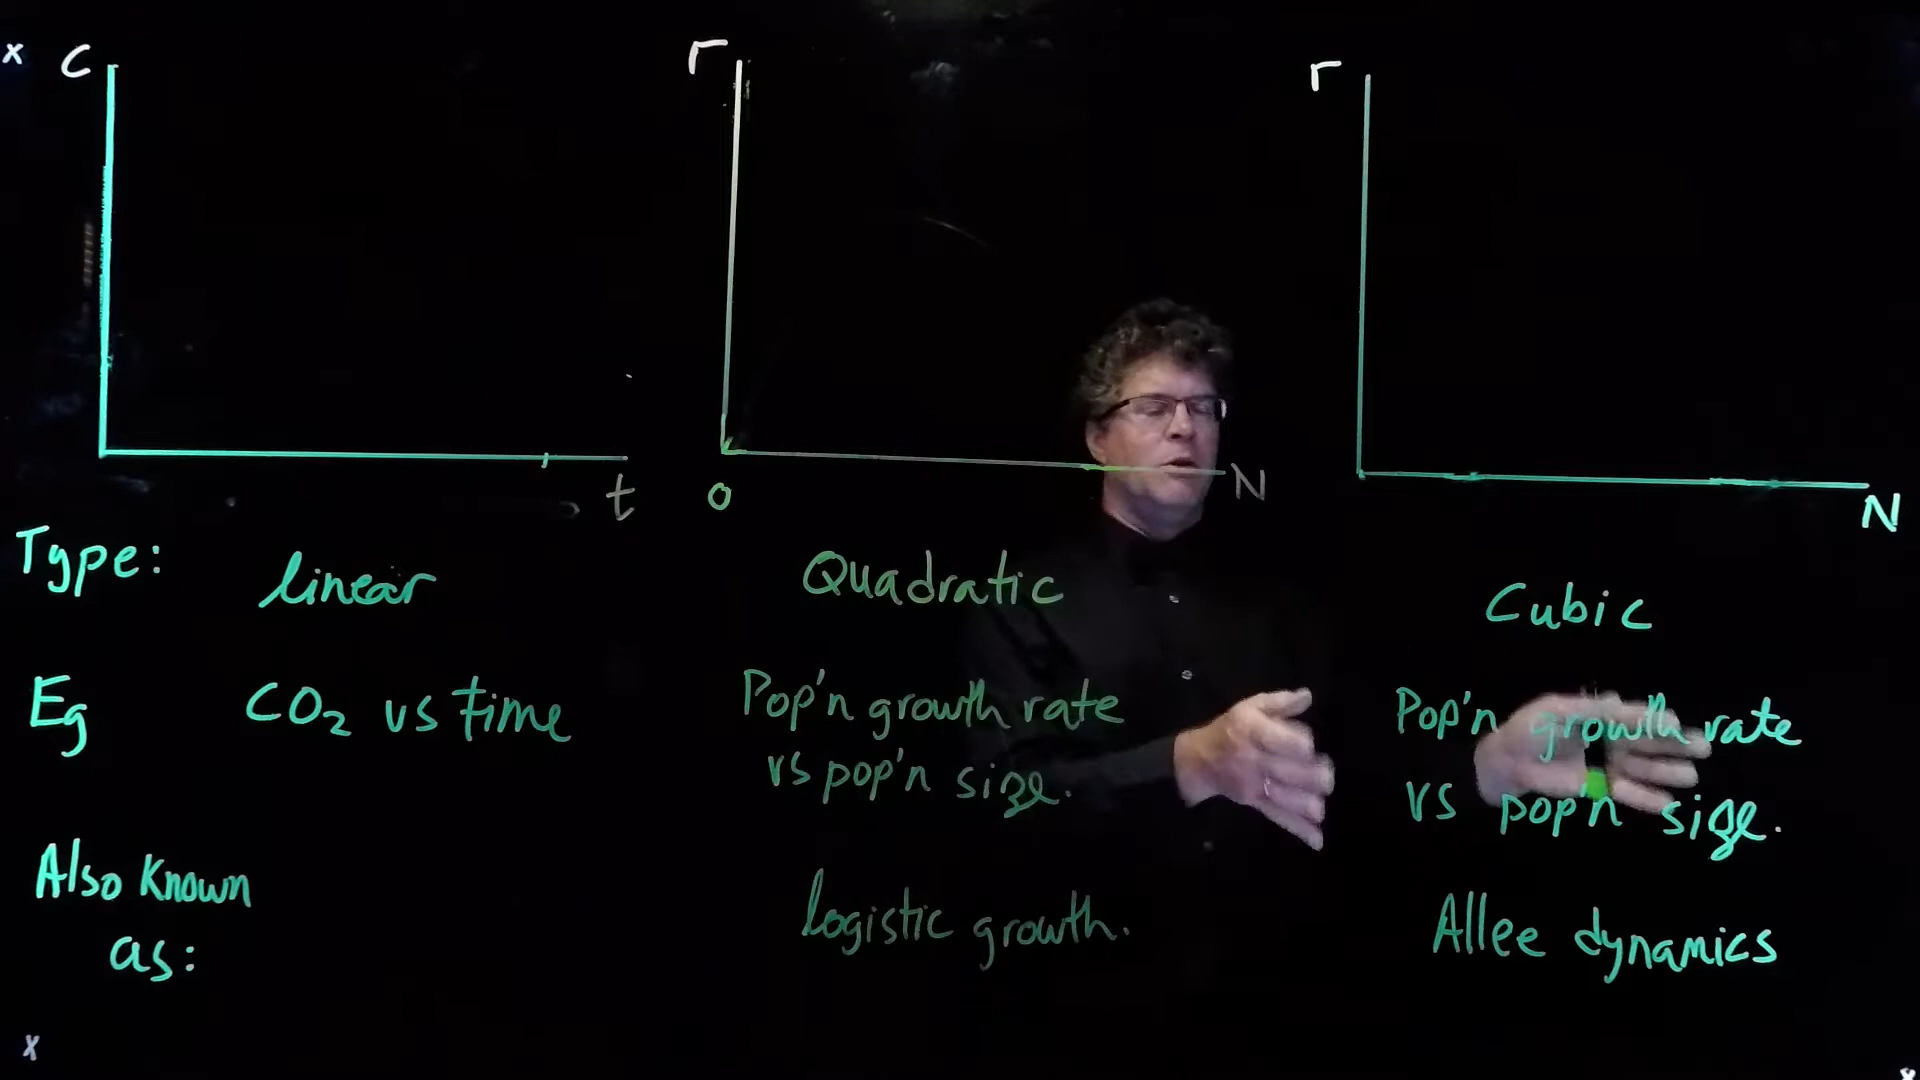 x C
r
r
t
0
N
N
Type: linear Quadratic Cubic
Eg CO2 vs time
Pop'n growth rate
vs pop'n size.
Pop'n growth rate
vs pop'n size.
Also Known
as:
logistic growth.
Allee dynamics
x
x